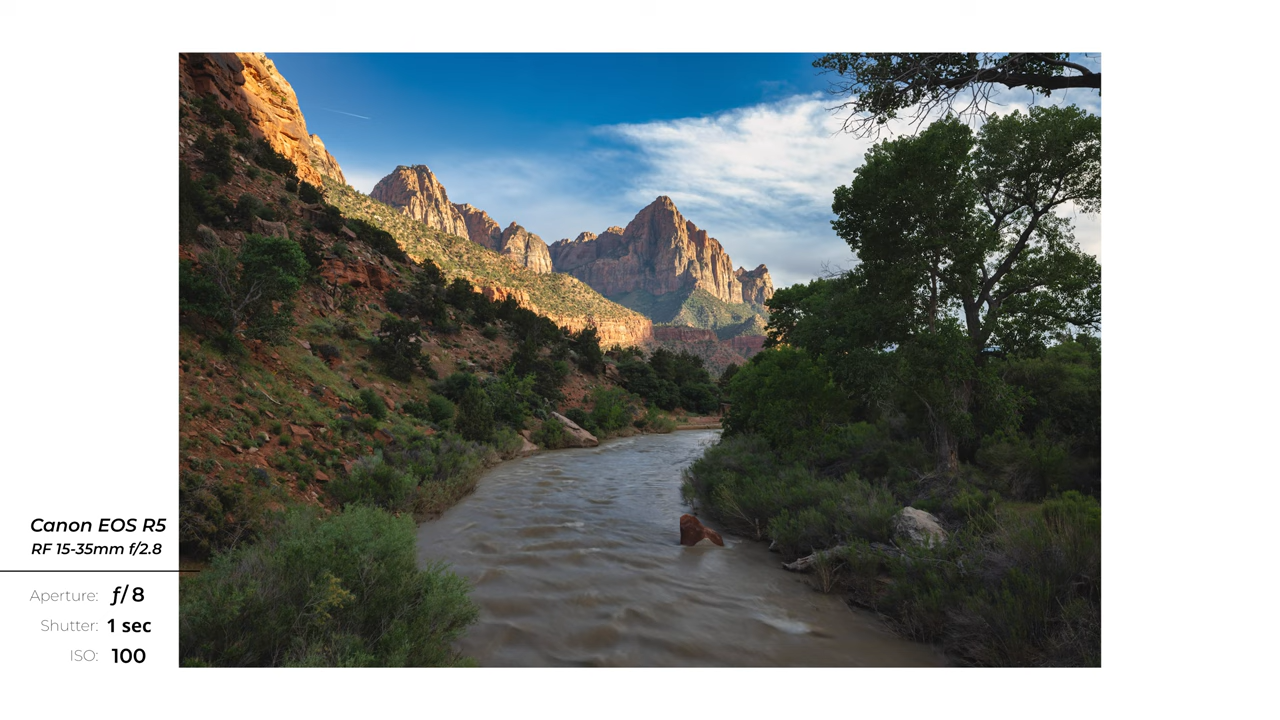 Canon EOS R5
RF 15-35mm f/2.8
Aperture: f/8
Shutter: 1 sec
ISO: 100